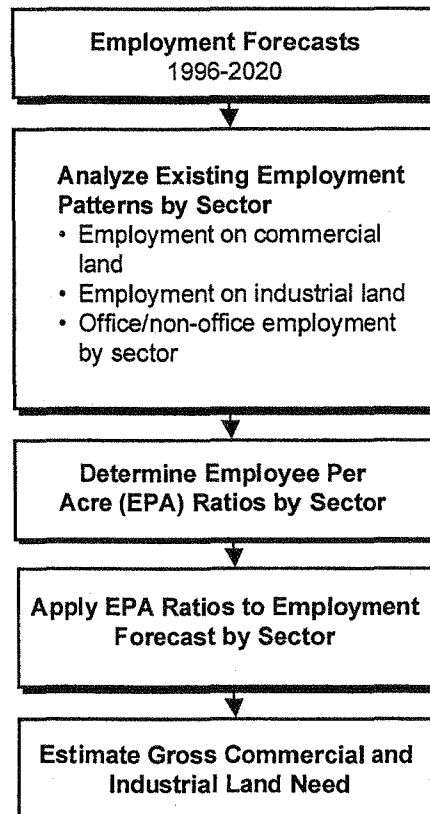 Employment Forecasts
1996-2020
Analyze Existing Employment
Patterns by Sector
• Employment on commercial
land
• Employment on industrial land
• Office/non-office employment
by sector
Determine Employee Per
Acre (EPA) Ratios by Sector
Apply EPA Ratios to Employment
Forecast by Sector
Estimate Gross Commercial and
Industrial Land Need